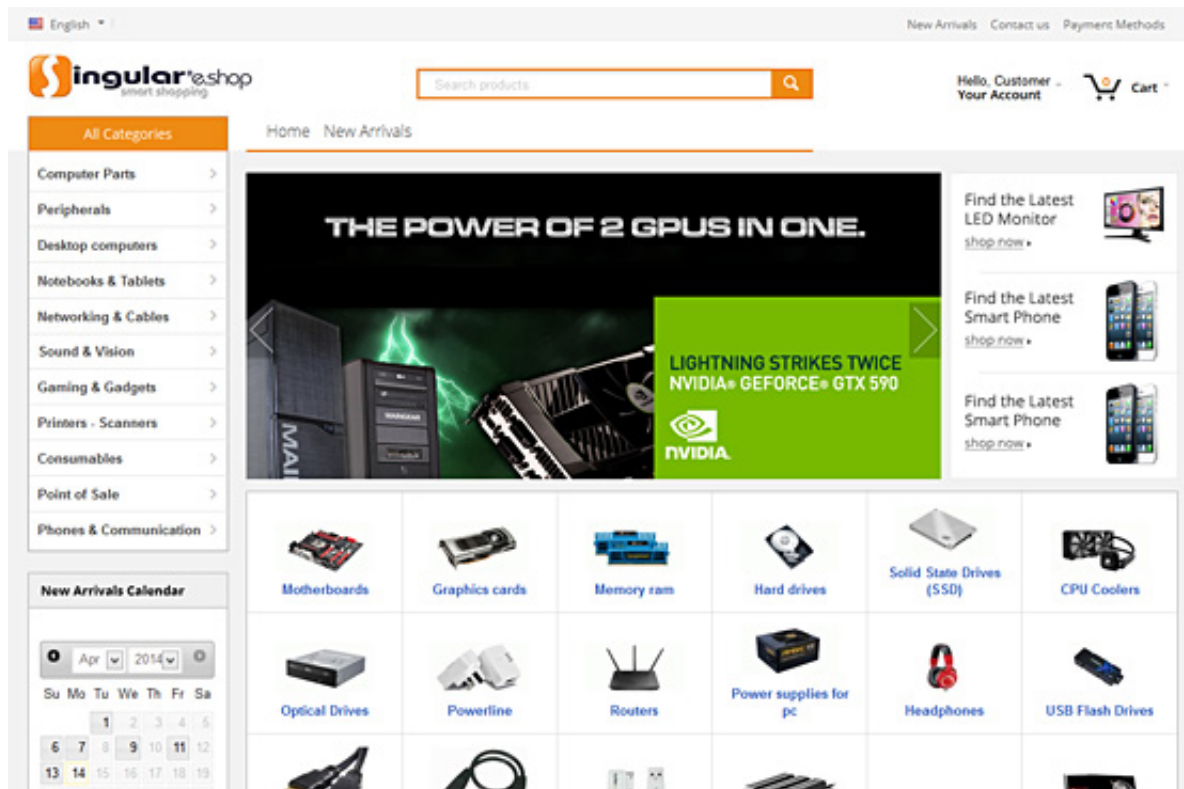 English
New Arrivals Contact us Payment Methods
Singular e.shop
smart shopping
Search products
Hello, Customer
Your Account
0
Cart
All Categories
Home New Arrivals
Computer Parts
Peripherals
Desktop computers
Notebooks & Tablets
Networking & Cables
Sound & Vision
Gaming & Gadgets
Printers - Scanners
Consumables
Point of Sale
Phones & Communication
THE POWER OF 2 GPUS IN ONE.
LIGHTNING STRIKES TWICE
NVIDIA® GEFORCE® GTX 590
NVIDIA.
Find the Latest
LED Monitor
shop now
Find the Latest
Smart Phone
shop now
Find the Latest
Smart Phone
shop now
Motherboards
Graphics cards
Memory ram
Hard drives
Solid State Drives
(SSD)
CPU Coolers
Optical Drives
Powerline
Routers
Power supplies for
pc
Headphones
USB Flash Drives
New Arrivals Calendar
Apr 2014
Su Mo Tu We Th Fr Sa
1 2 3 4 5
6 7 8 9 10 11 12
13 14 15 16 17 18 19